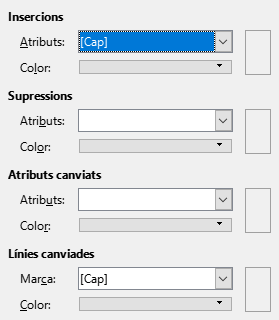 Insercions
Atributs: [Cap]
Color:
Supressions
Atributs:
Color:
Atributs canviats
Atributs:
Color:
Línies canviades
Marca: [Cap]
Color: